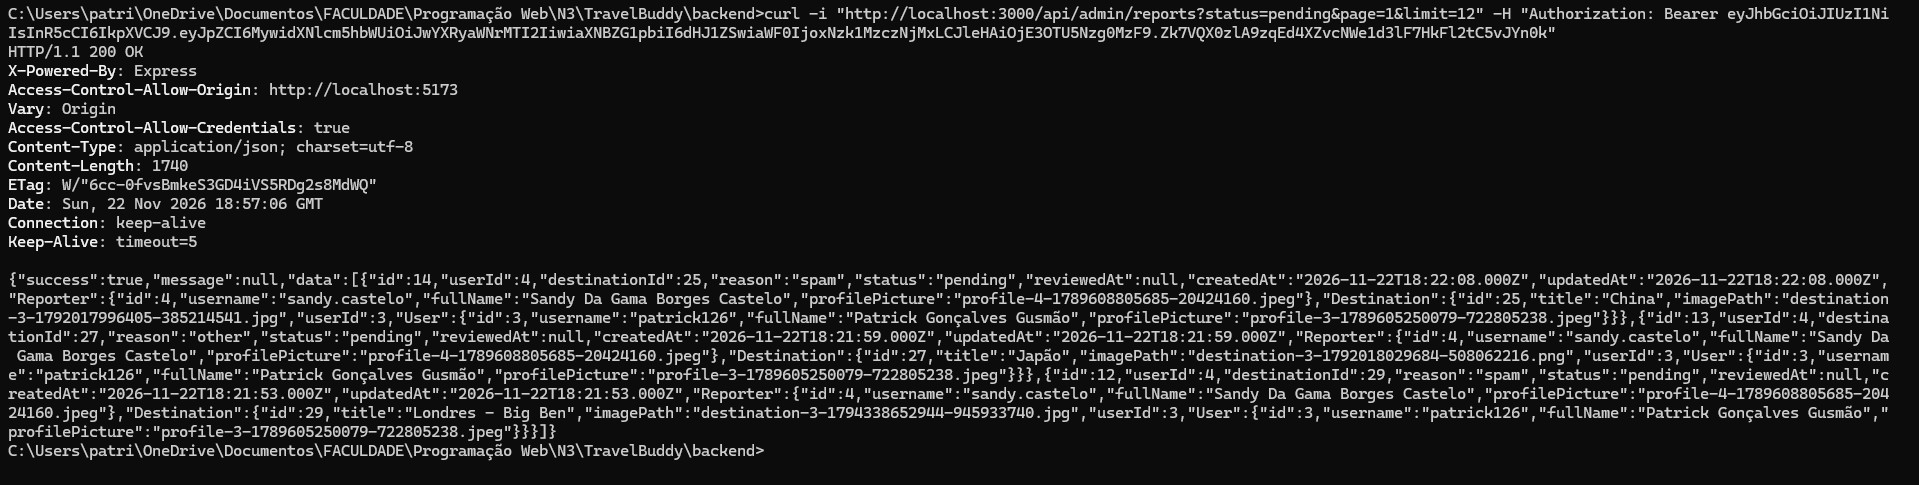 C:\Users\patri\OneDrive\Documentos\FACULDADE\Programação Web\N3\TravelBuddy\backend>curl -i "http://localhost:3000/api/admin/reports?status=pending&page=1&limit=12" -H "Authorization: Bearer eyJhbGciOiJIUzI1Ni
IsInR5cCI6IkpXVCJ9.eyJpZCI6MywidXNlcm5hbWUiOiJwYXRyaWNrMTI2IiwiaXNBZG1pbiI6dHJ1ZSwiaWF0IjoxNzk1MzczNjMxLCJleHAiOjE3OTU5Nzg0MzF9.Zk7VQX0zlA9zqEd4XZvcNWe1d3lF7HkFl2tC5vJYn0k"
HTTP/1.1 200 OK
X-Powered-By: Express
Access-Control-Allow-Origin: http://localhost:5173
Vary: Origin
Access-Control-Allow-Credentials: true
Content-Type: application/json; charset=utf-8
Content-Length: 1740
ETag: W/"6cc-0fvsBmkeS3GD4iVS5RDg2s8MdWQ"
Date: Sun, 22 Nov 2026 18:57:06 GMT
Connection: keep-alive
Keep-Alive: timeout=5

{"success":true,"message":null,"data":[{"id":14,"userId":4,"destinationId":25,"reason":"spam","status":"pending","reviewedAt":null,"createdAt":"2026-11-22T18:22:08.000Z","updatedAt":"2026-11-22T18:22:08.000Z",
"Reporter":{"id":4,"username":"sandy.castelo","fullName":"Sandy Da Gama Borges Castelo","profilePicture":"profile-4-1789608805685-20424160.jpeg"},"Destination":{"id":25,"title":"China","imagePath":"destination
-3-1792017996405-385214541.jpg","userId":3,"User":{"id":3,"username":"patrick126","fullName":"Patrick Gonçalves Gusmão","profilePicture":"profile-3-1789605250079-722805238.jpeg"}}},{"id":13,"userId":4,"destina
tionId":27,"reason":"other","status":"pending","reviewedAt":null,"createdAt":"2026-11-22T18:21:59.000Z","updatedAt":"2026-11-22T18:21:59.000Z","Reporter":{"id":4,"username":"sandy.castelo","fullName":"Sandy Da
 Gama Borges Castelo","profilePicture":"profile-4-1789608805685-20424160.jpeg"},"Destination":{"id":27,"title":"Japão","imagePath":"destination-3-1792018029684-508062216.png","userId":3,"User":{"id":3,"usernam
e":"patrick126","fullName":"Patrick Gonçalves Gusmão","profilePicture":"profile-3-1789605250079-722805238.jpeg"}}},{"id":12,"userId":4,"destinationId":29,"reason":"spam","status":"pending","reviewedAt":null,"c
reatedAt":"2026-11-22T18:21:53.000Z","updatedAt":"2026-11-22T18:21:53.000Z","Reporter":{"id":4,"username":"sandy.castelo","fullName":"Sandy Da Gama Borges Castelo","profilePicture":"profile-4-1789608805685-204
24160.jpeg"},"Destination":{"id":29,"title":"Londres - Big Ben","imagePath":"destination-3-1794338652944-945933740.jpg","userId":3,"User":{"id":3,"username":"patrick126","fullName":"Patrick Gonçalves Gusmão","
profilePicture":"profile-3-1789605250079-722805238.jpeg"}}}]}
C:\Users\patri\OneDrive\Documentos\FACULDADE\Programação Web\N3\TravelBuddy\backend>